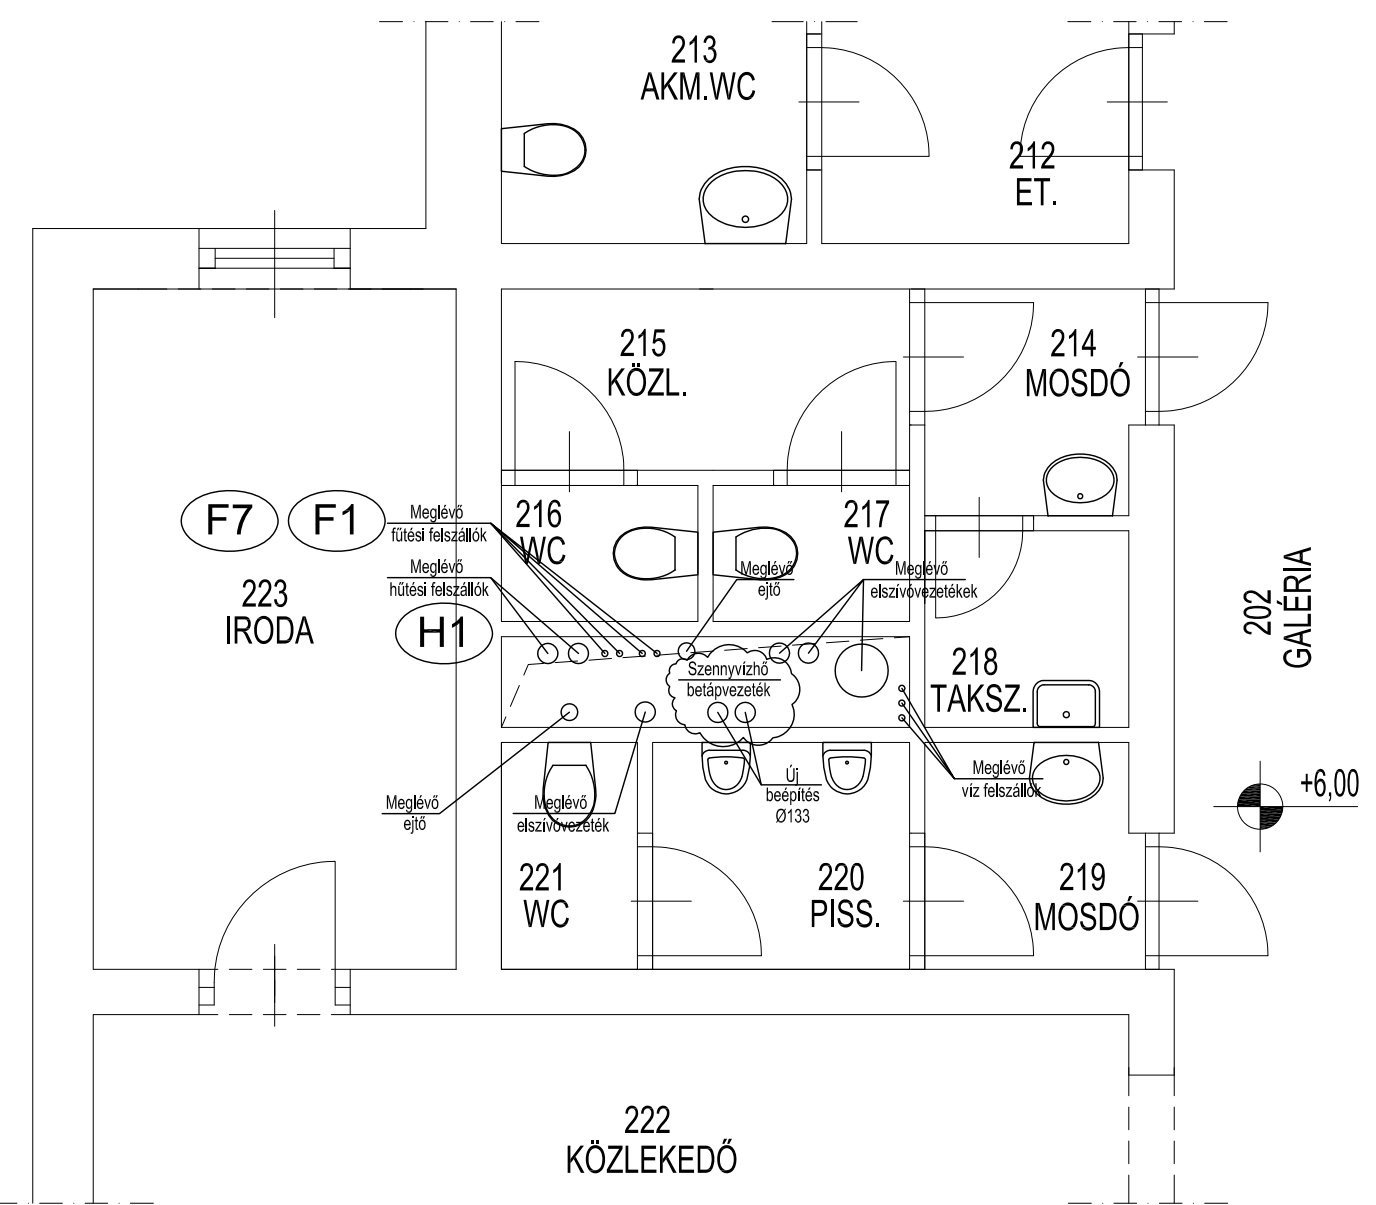 213
AKM.WC
212
ET.
215
KÖZL.
214
MOSDÓ
F7
F1
Meglévő
fűtési felszállók
216
WC
217
WC
Meglévő
hűtési felszállók
Meglévő
ejtő
Meglévő
elszívóvezetékek
223
IRODA
H1
202
GALÉRIA
Szennyvízhő
betápvezeték
218
TAKSZ.
Meglévő
ejtő
Meglévő
elszívóvezeték
Új
beépítés
Ø133
Meglévő
víz felszállók
+6,00
221
WC
220
PISS.
219
MOSDÓ
222
KÖZLEKEDŐ